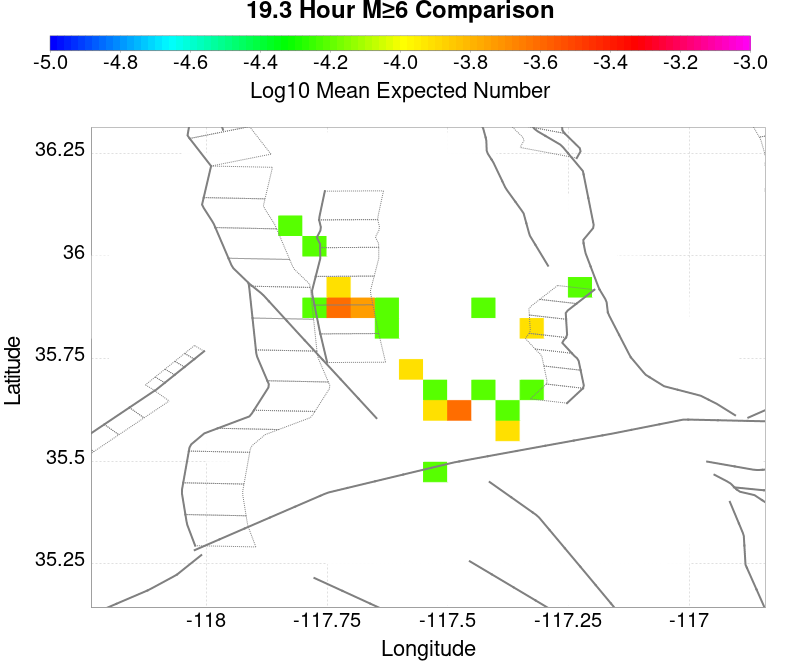 19.3 Hour M≥6 Comparison
-5.0 -4.8 -4.6 -4.4 -4.2 -4.0 -3.8 -3.6 -3.4 -3.2 -3.0
Log10 Mean Expected Number
36.25
36
35.75
35.5
35.25
Latitude
-118 -117.75 -117.5 -117.25 -117
Longitude